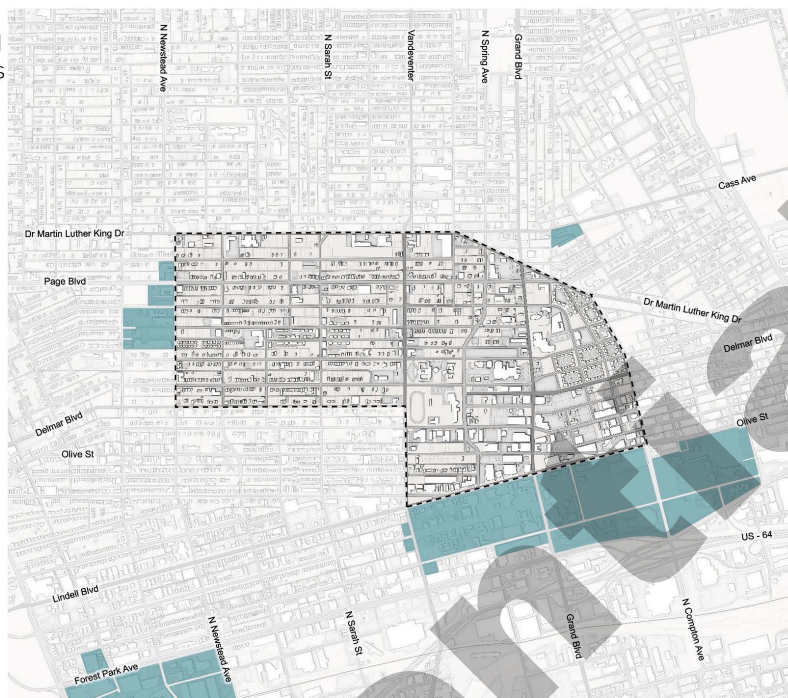 N Newstead Ave
N Sarah St
Vandeventer
N Spring Ave
Grand Blvd
Cass Ave
Dr Martin Luther King Dr
Page Blvd
Dr Martin Luther King Dr
Delmar Blvd
Delmar Blvd
Olive St
Olive St
US - 64
Lindell Blvd
N Sarah St
Grand Blvd
N Compton Ave
N Newstead Ave
Forest Park Ave